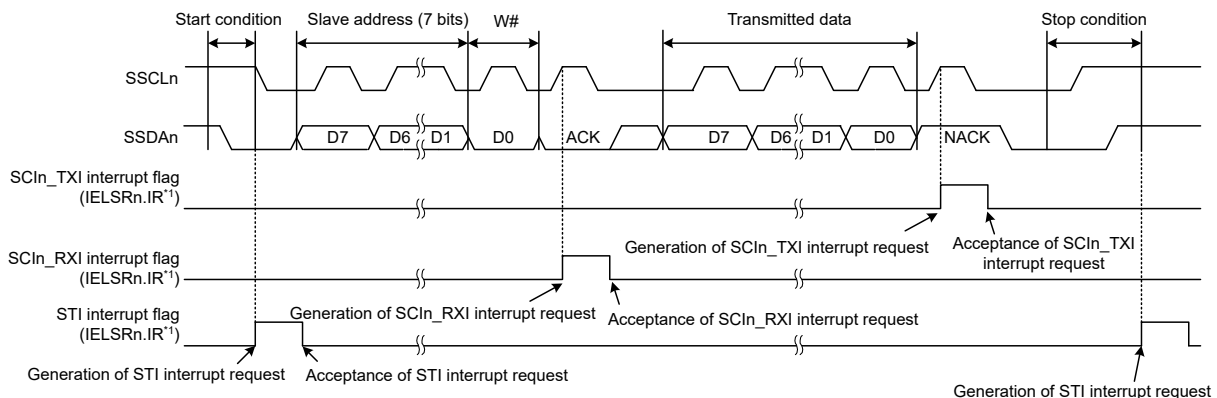 Start condition
Slave address (7 bits)
W#
Transmitted data
Stop condition
SSCLn
SSDAn
D7
D6
D1
D0
ACK
D7
D6
D1
D0
NACK
SCIn_TXI interrupt flag
(IELSRn.IR*1)
Generation of SCIn_TXI interrupt request
Acceptance of SCIn_TXI
interrupt request
SCIn_RXI interrupt flag
(IELSRn.IR*1)
Generation of SCIn_RXI interrupt request
Acceptance of SCIn_RXI interrupt request
STI interrupt flag
(IELSRn.IR*1)
Generation of STI interrupt request
Acceptance of STI interrupt request
Generation of STI interrupt request